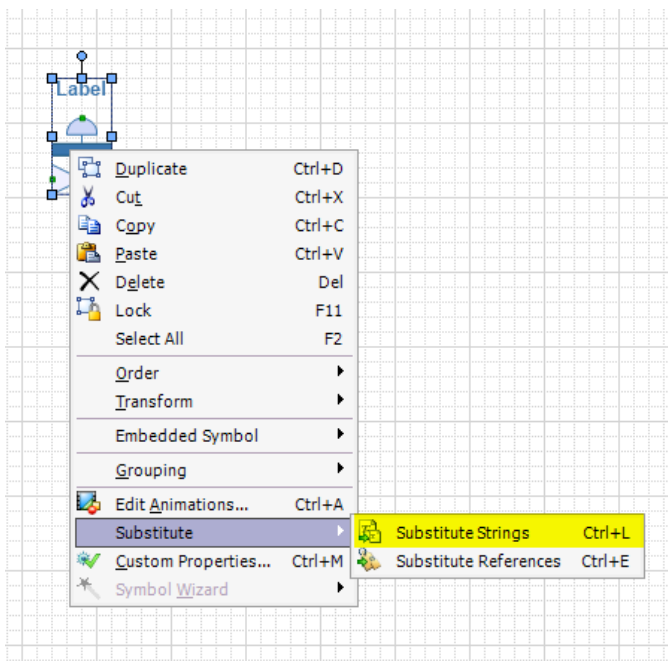 Label
Duplicate Ctrl+D
Cut Ctrl+X
Copy Ctrl+C
Paste Ctrl+V
Delete Del
Lock F11
Select All F2
Order
Transform
Embedded Symbol
Grouping
Edit Animations... Ctrl+A
Substitute
Substitute Strings Ctrl+L
Custom Properties... Ctrl+M
Substitute References Ctrl+E
Symbol Wizard